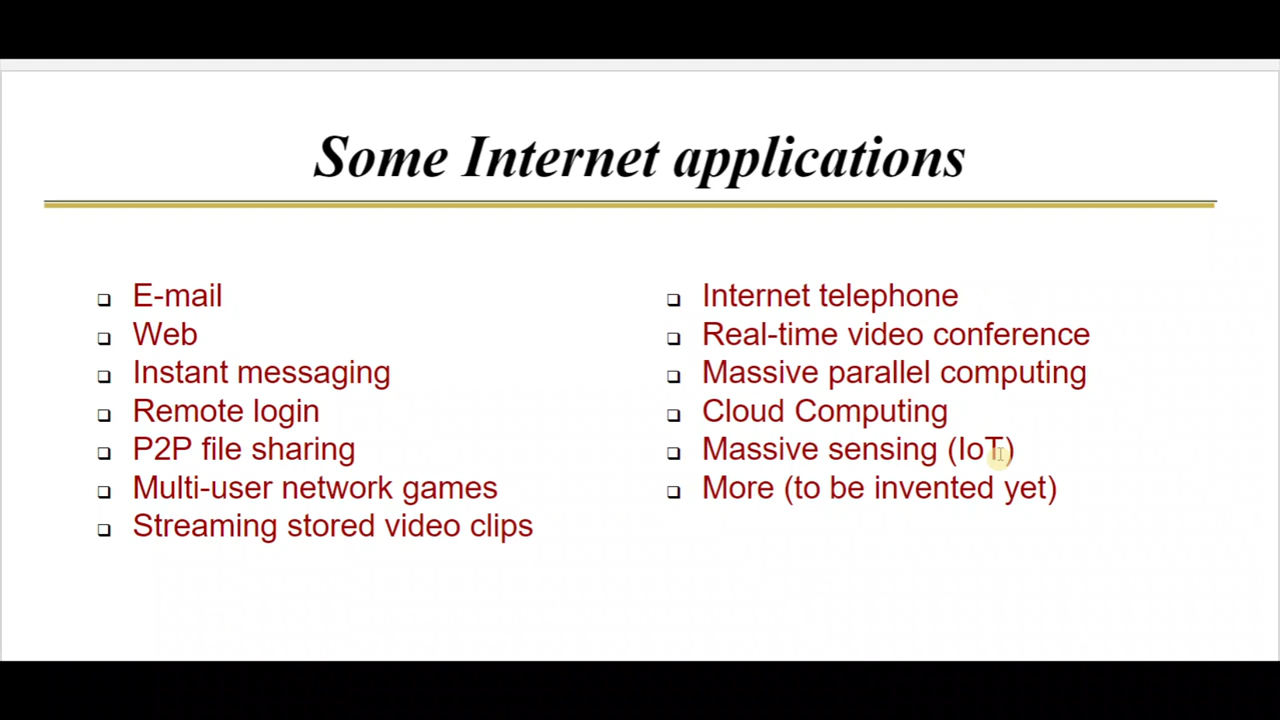 Some Internet applications
E-mail
Web
Instant messaging
Remote login
P2P file sharing
Multi-user network games
Streaming stored video clips
Internet telephone
Real-time video conference
Massive parallel computing
Cloud Computing
Massive sensing (IoT)
More (to be invented yet)